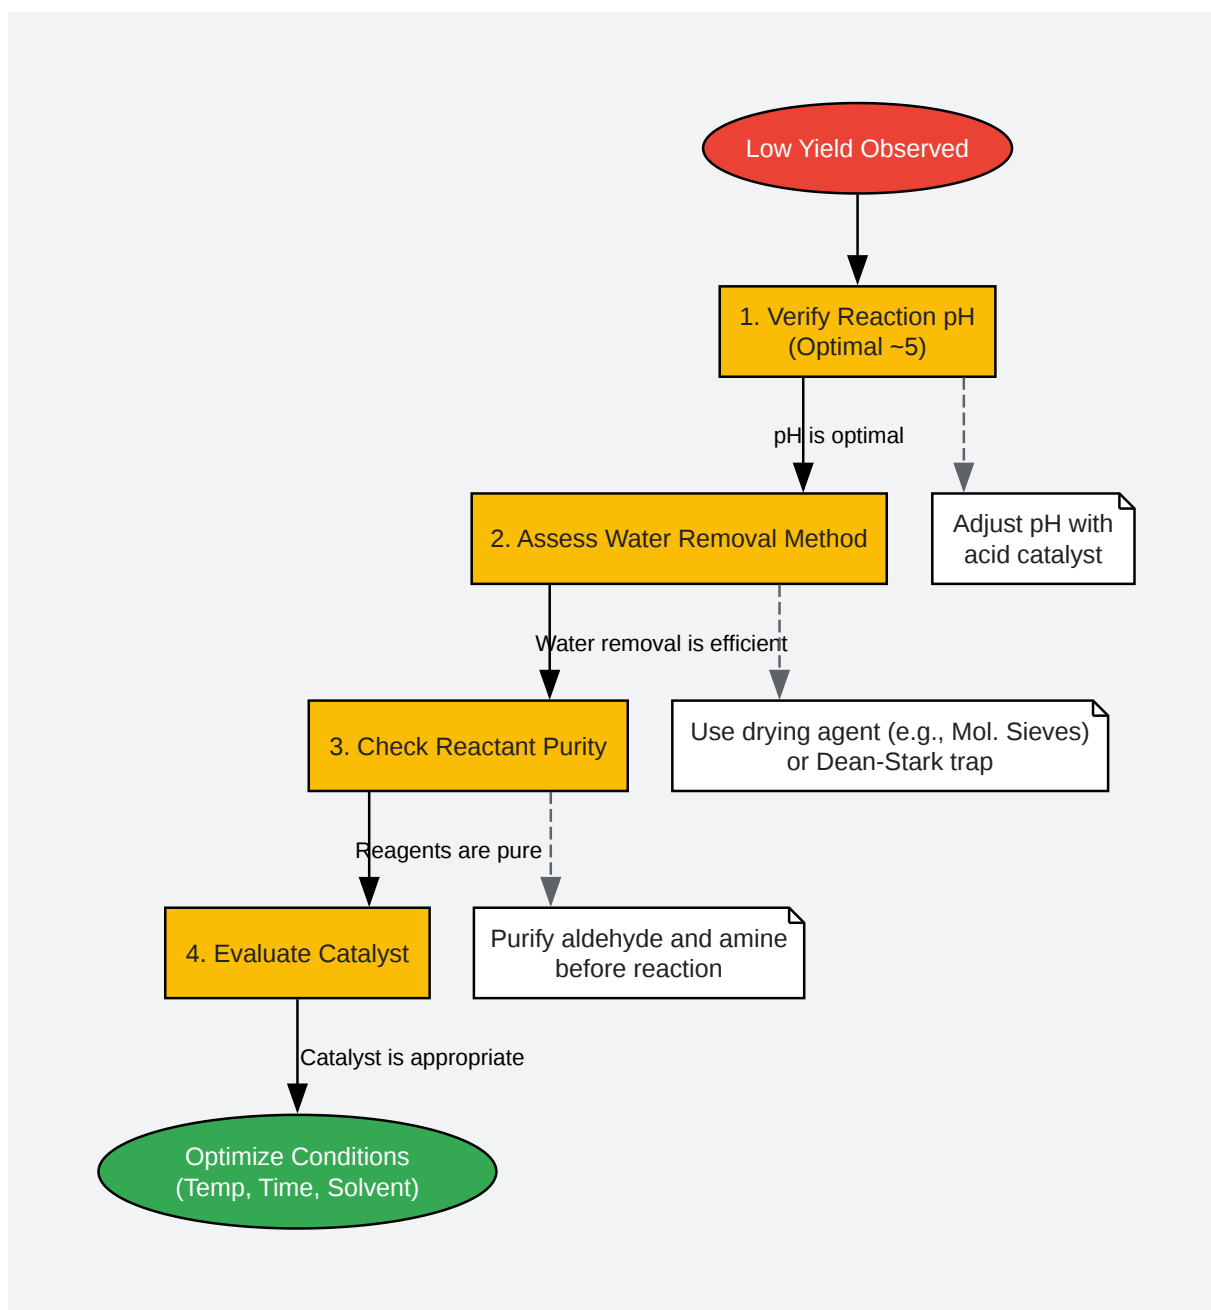 Low Yield Observed
1. Verify Reaction pH
(Optimal ~5)
pH is optimal
2. Assess Water Removal Method
Adjust pH with
acid catalyst
Water removal is efficient
3. Check Reactant Purity
Use drying agent (e.g., Mol. Sieves)
or Dean-Stark trap
Reagents are pure
4. Evaluate Catalyst
Purify aldehyde and amine
before reaction
Catalyst is appropriate
Optimize Conditions
(Temp, Time, Solvent)